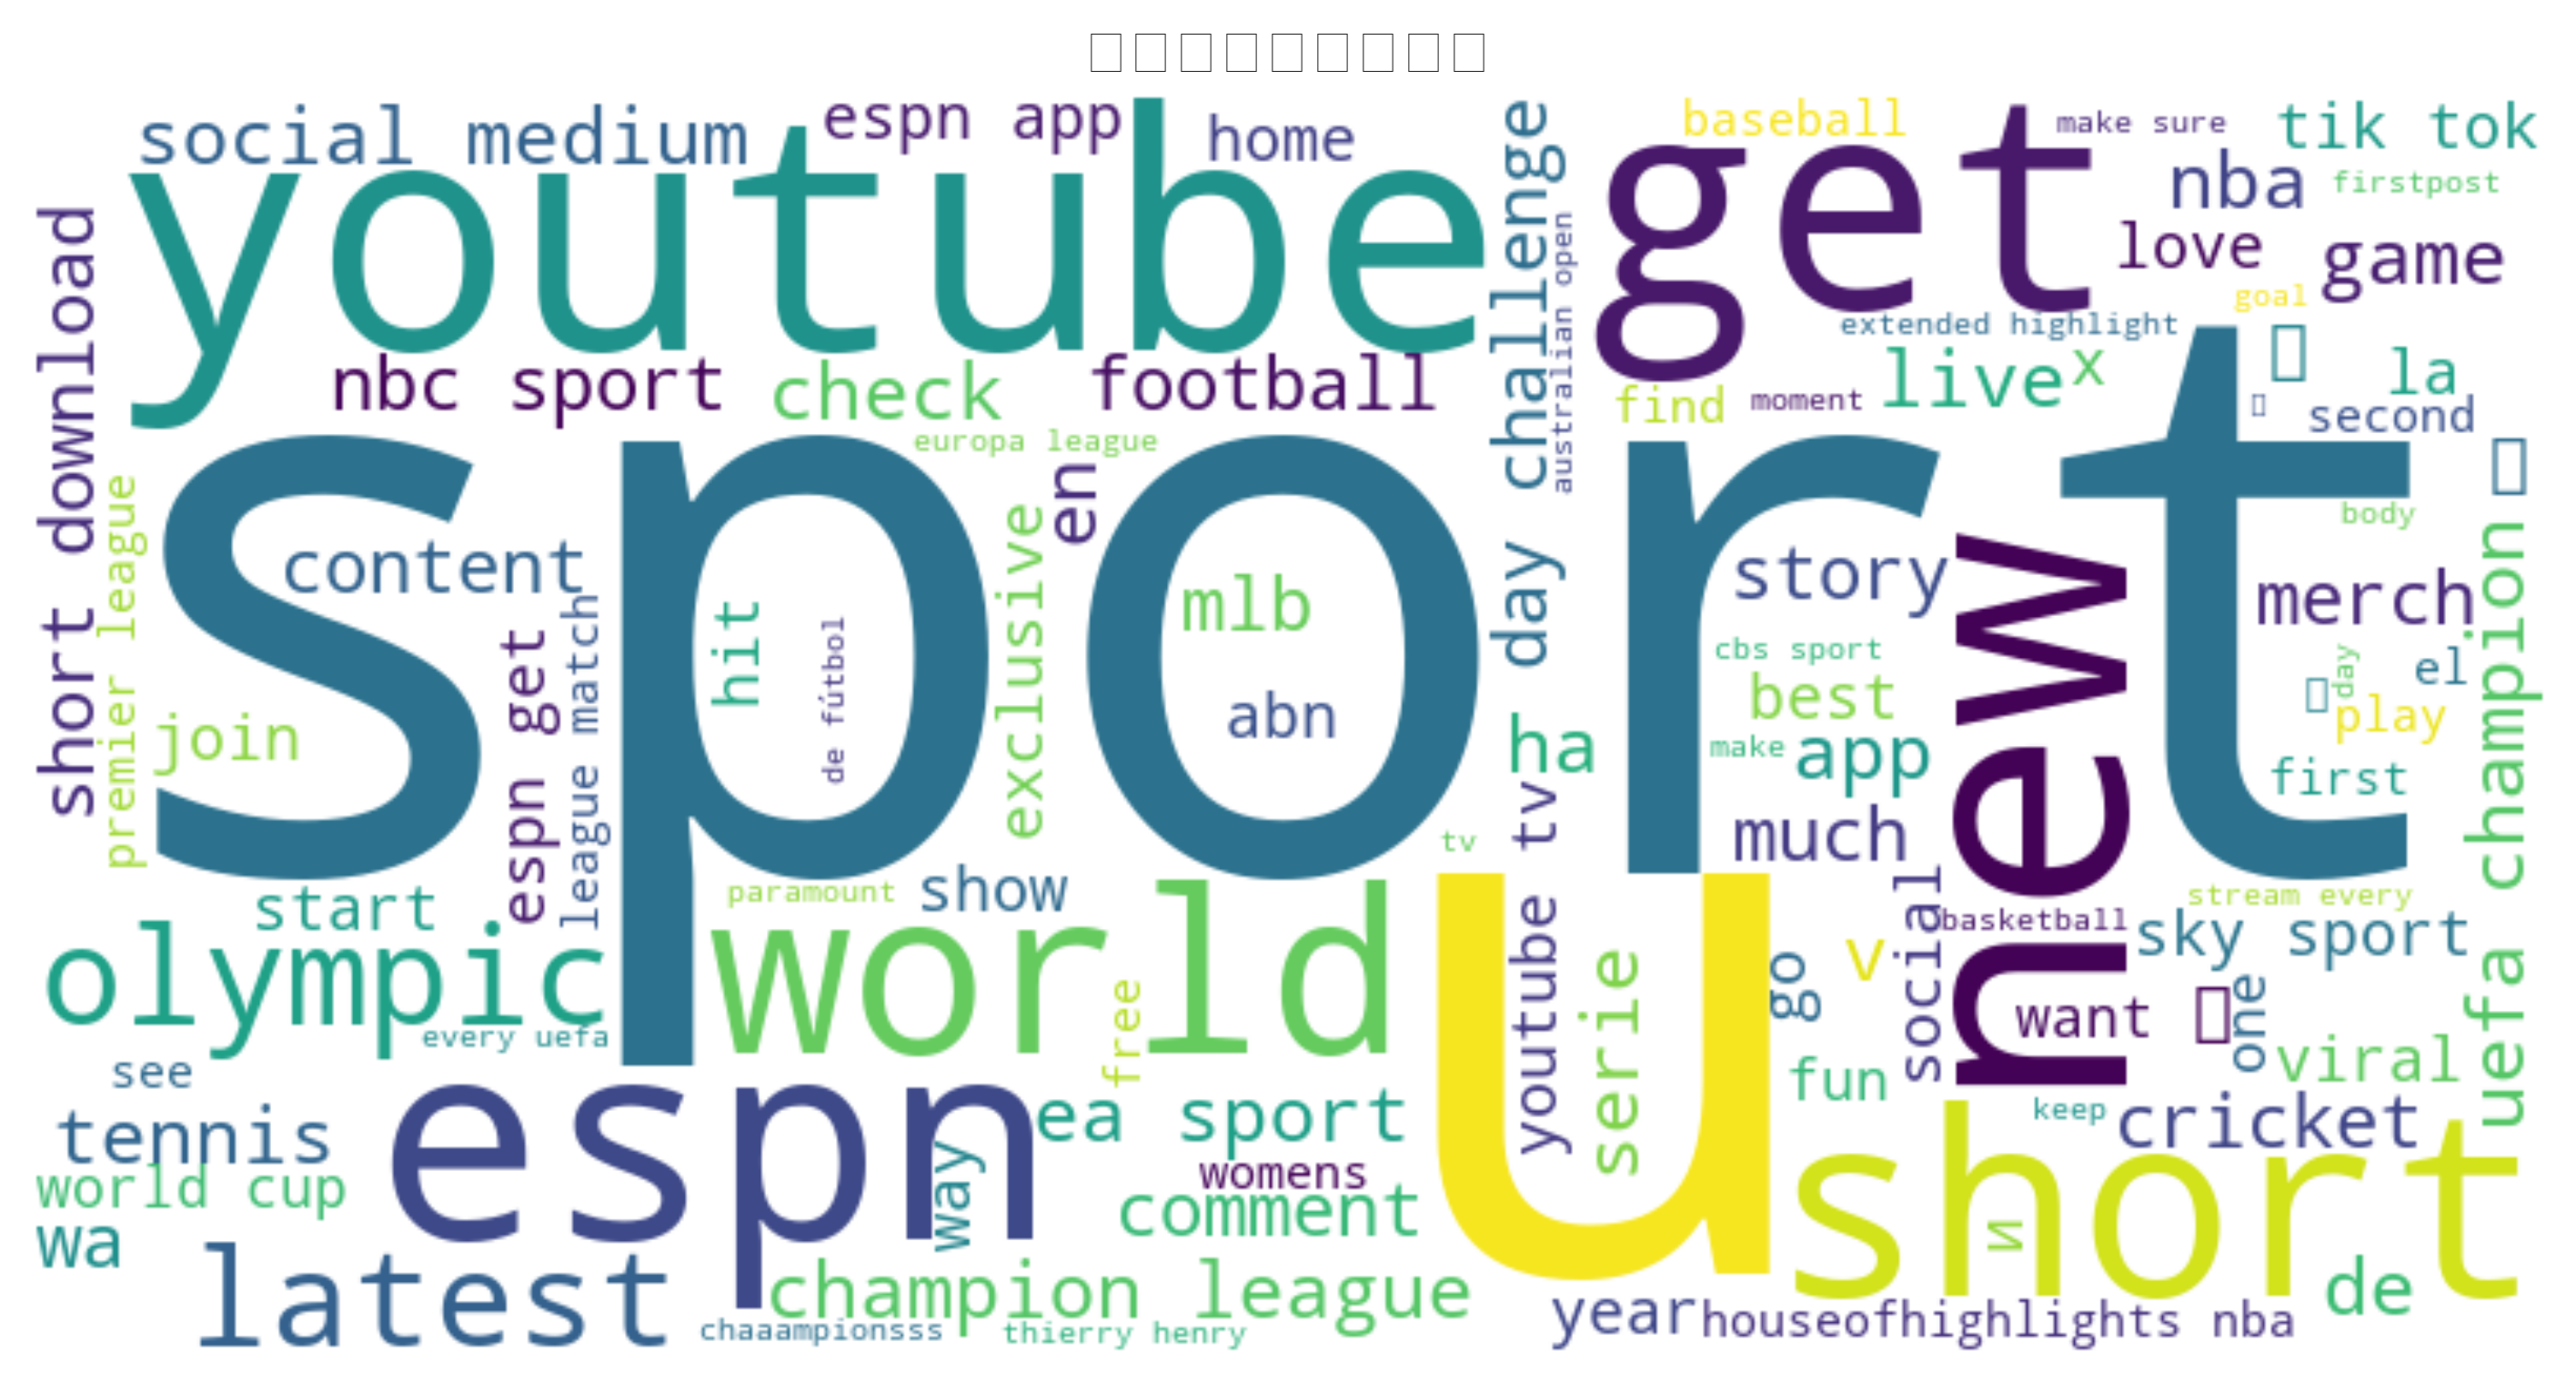 social medium
espn app
home
baseball
make sure
tik tok
youtube
get
nba
firstpost
love
game
goal
short download
day challenge
australian open
extended highlight
nbc sport
check
football
find
moment
live
x
la
second
europa league
sport
en
body
premier league
content
exclusive
mlb
story
new
merch
uefa champion
hit
de fútbol
espn get
league match
cbs sport
day
el
join
abn
best
play
ha
make
app
first
youtube tv
tv
much
start
paramount
show
social
stream every
basketball
sky sport
olympic
world
u
serie
go
v
want
one
every uefa
free
fun
viral
see
espn
ea sport
keep
cricket
tennis
way
womens
short
world cup
comment
wa
latest
champion league
de
year
houseofhighlights nba
chaaampionsss
thierry henry